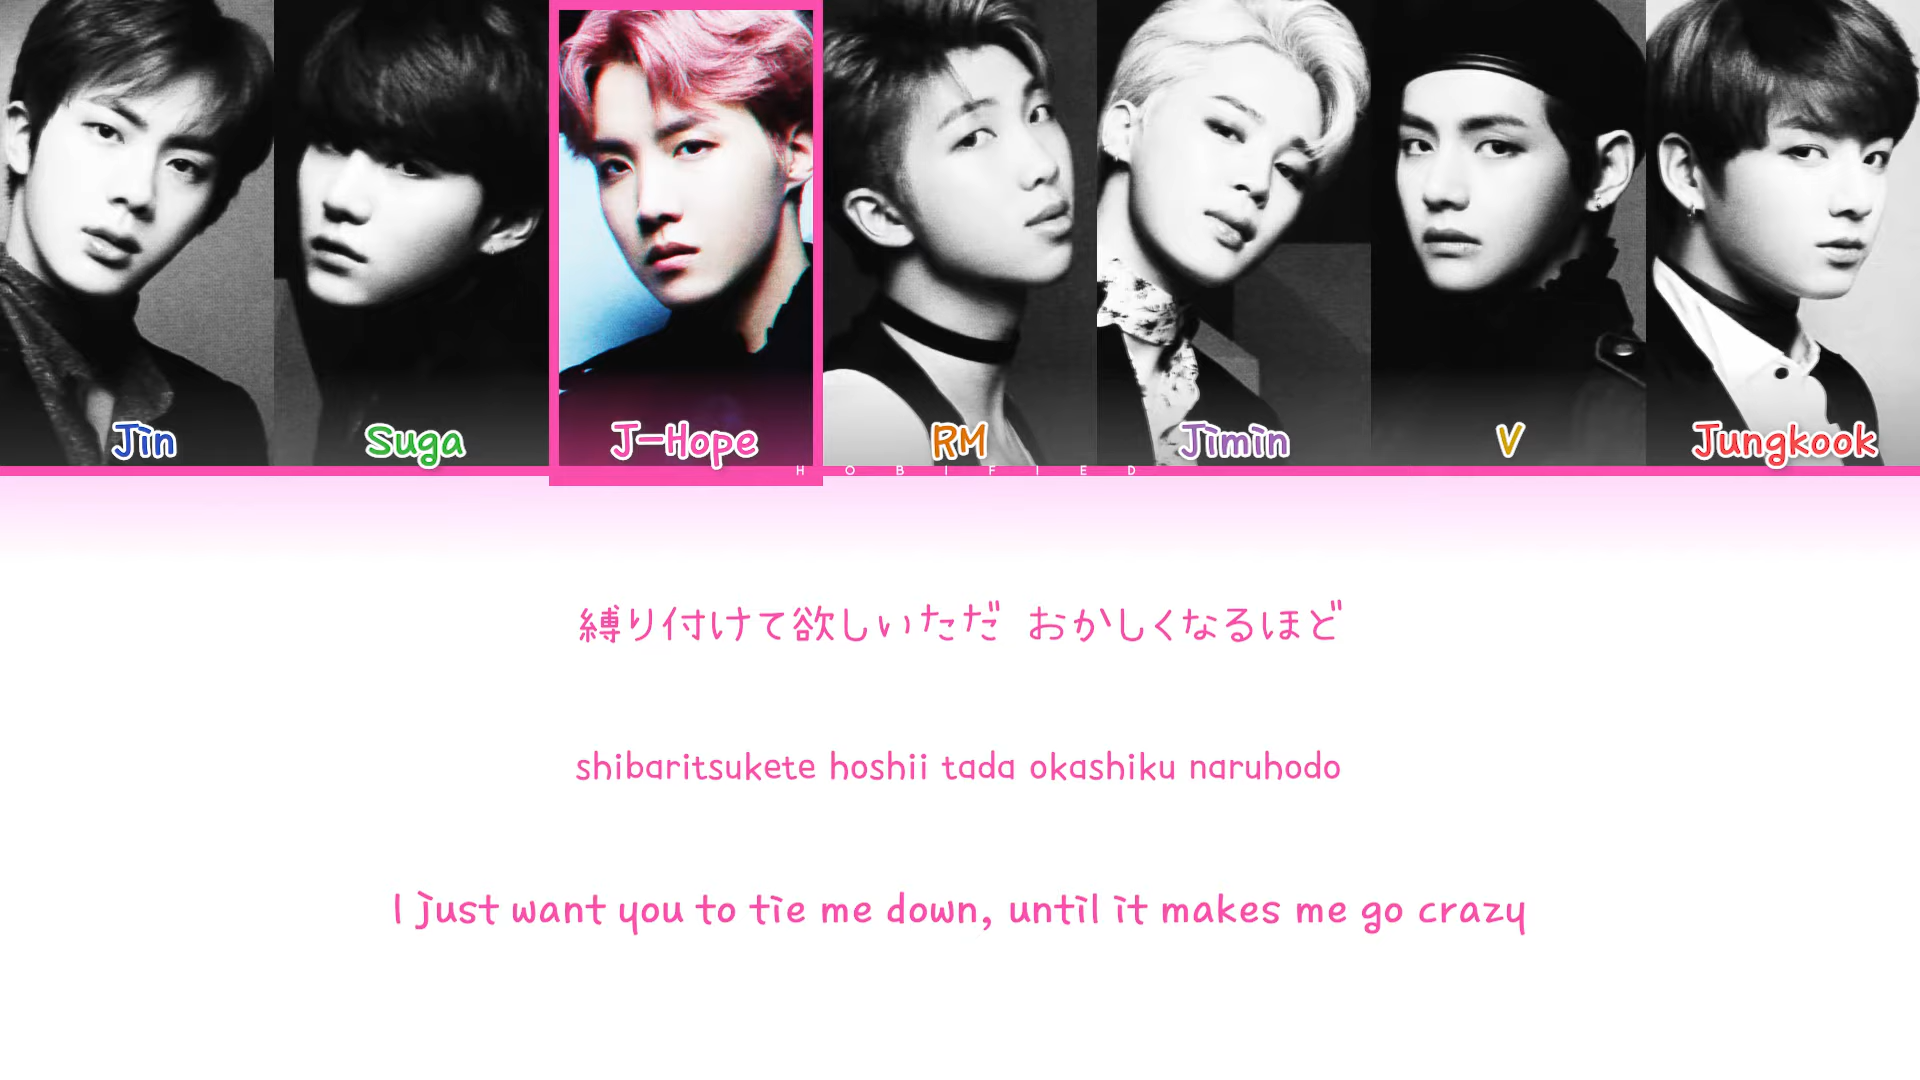 Jin
Suga
J-Hope
RM
Jimin
V
Jungkook
HOBIFIED
縛り付けて欲しいただ おかしくなるほど
shibaritsukete hoshii tada okashiku naruhodo
I just want you to tie me down, until it makes me go crazy